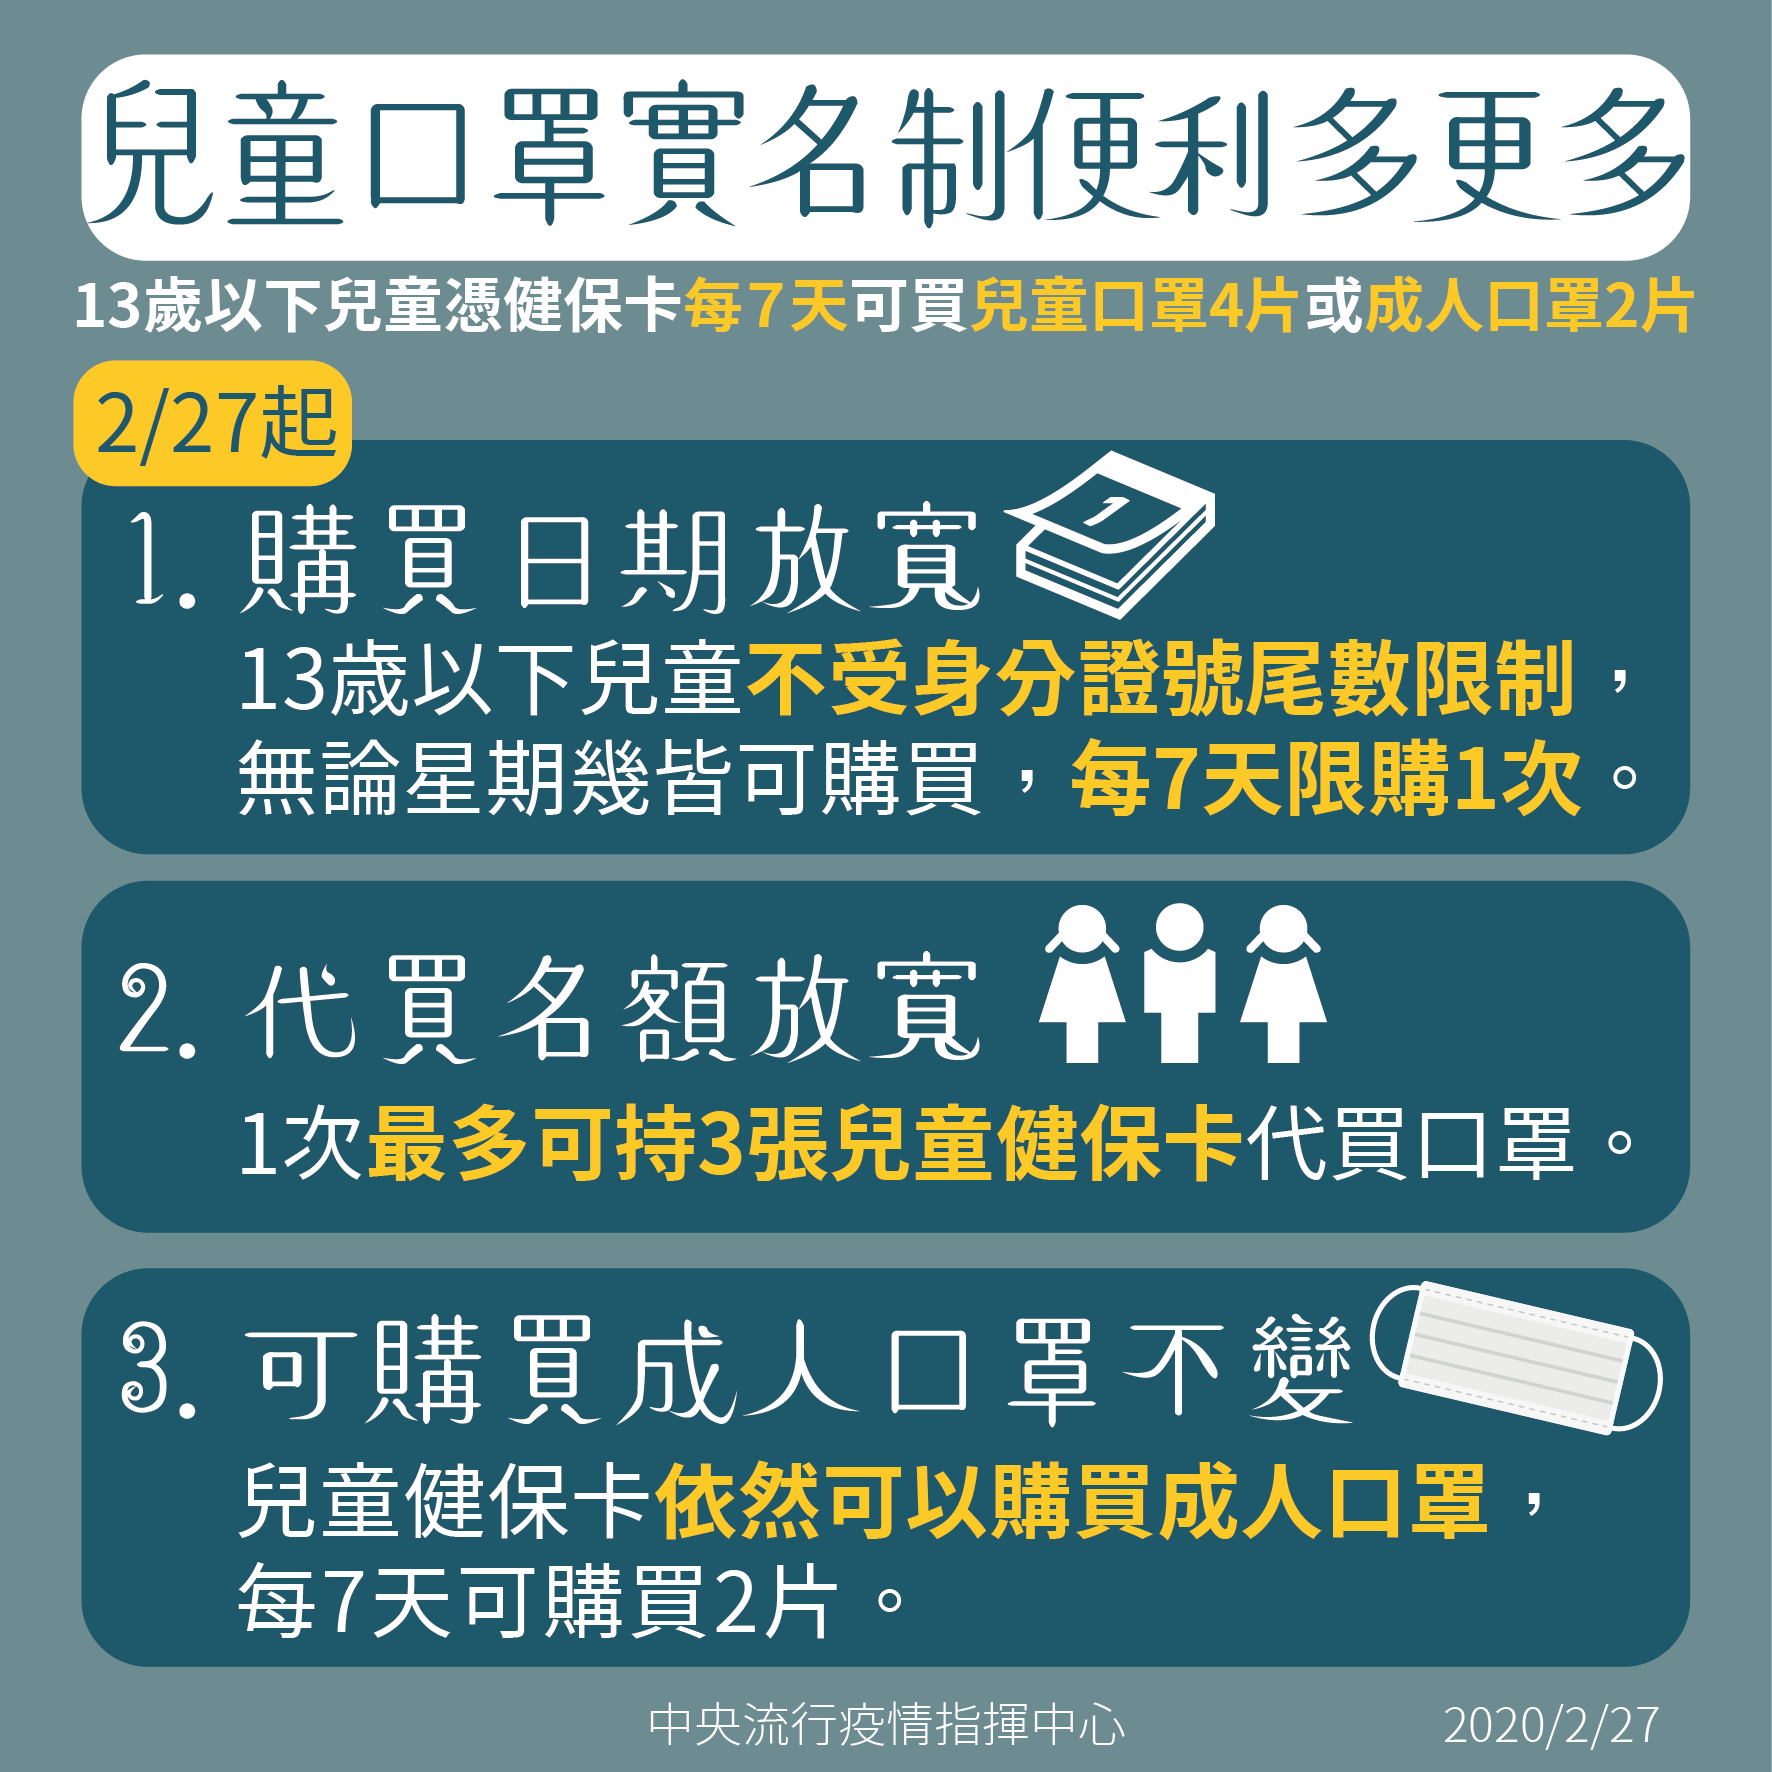 兒童口罩實名制便利多更多
13歲以下兒童憑健保卡每7天可買兒童口罩4片或成人口罩2片
2/27起
1. 購買日期放寬
1
13歲以下兒童不受身分證號尾數限制，
無論星期幾皆可購買，每7天限購1次。
2. 代買名額放寬
1次最多可持3張兒童健保卡代買口罩。
3. 可購買成人口罩不變
兒童健保卡依然可以購買成人口罩，
每7天可購買2片。
中央流行疫情指揮中心
2020/2/27